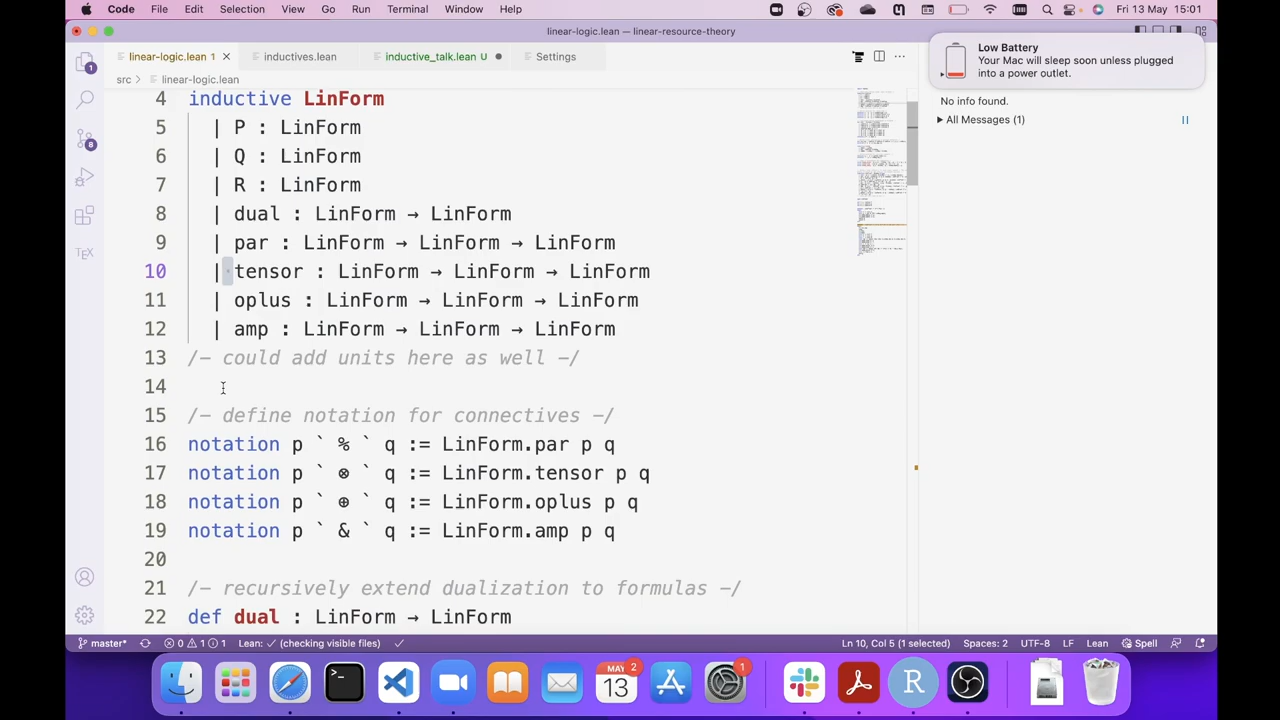 Code File Edit Selection View Go Run Terminal Window Help Fri 13 May 15:01
linear-logic.lean — linear-resource-theory
linear-logic.lean 1 inductives.lean inductive_talk.lean U Settings
src › linear-logic.lean
Low Battery
Your Mac will sleep soon unless plugged
into a power outlet.
No info found.
All Messages (1)
4 inductive LinForm
5 | P : LinForm
6 | Q : LinForm
7 | R : LinForm
8 | dual : LinForm → LinForm
9 | par : LinForm → LinForm → LinForm
10 | tensor : LinForm → LinForm → LinForm
11 | oplus : LinForm → LinForm → LinForm
12 | amp : LinForm → LinForm → LinForm
13 /- could add units here as well -/
14
15 /- define notation for connectives -/
16 notation p ` % ` q := LinForm.par p q
17 notation p ` ⊗ ` q := LinForm.tensor p q
18 notation p ` ⊕ ` q := LinForm.oplus p q
19 notation p ` & ` q := LinForm.amp p q
20
21 /- recursively extend dualization to formulas -/
22 def dual : LinForm → LinForm
1
8
TEX
master* 0 1 1 Lean: ✓ (checking visible files) ✓ Ln 10, Col 5 (1 selected) Spaces: 2 UTF-8 LF Lean Spell
MAY 2
13
1
R